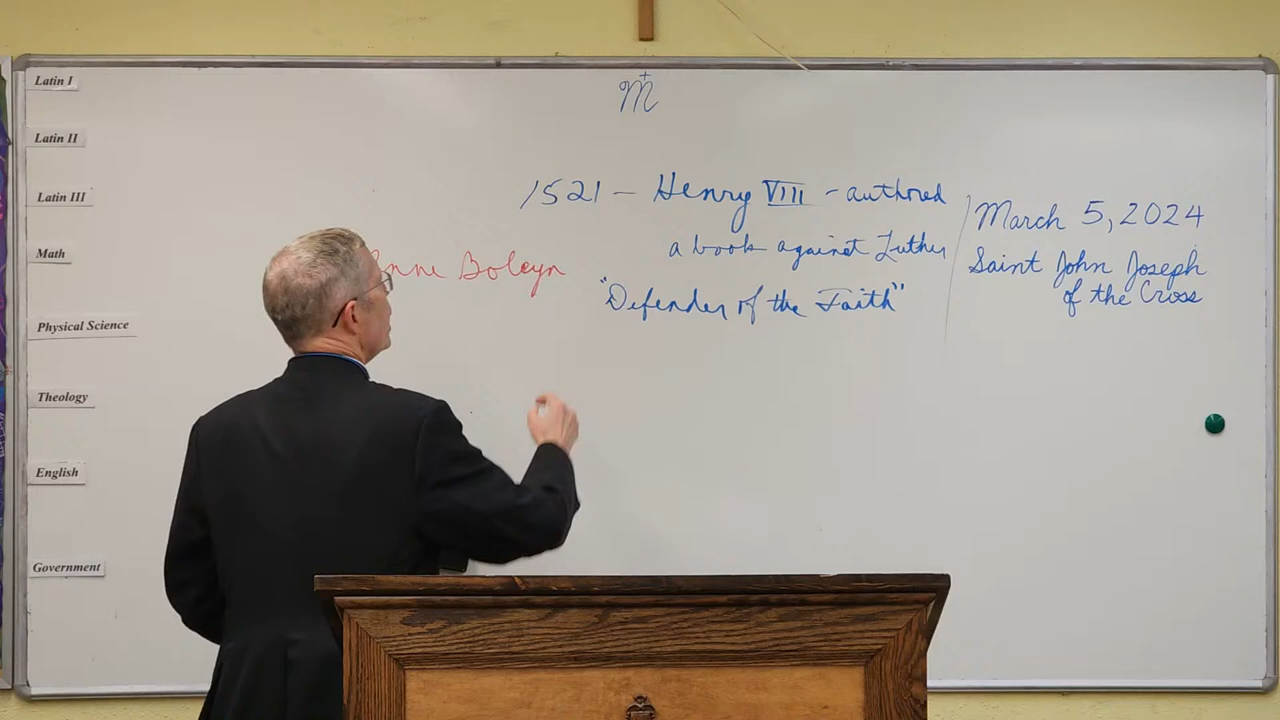 Latin I
Latin II
Latin III
Math
Physical Science
Theology
English
Government
M
1521 – Henry VIII - authored
a book against Luther
"Defender of the Faith"
Anne Boleyn
March 5, 2024
Saint John Joseph
of the Cross